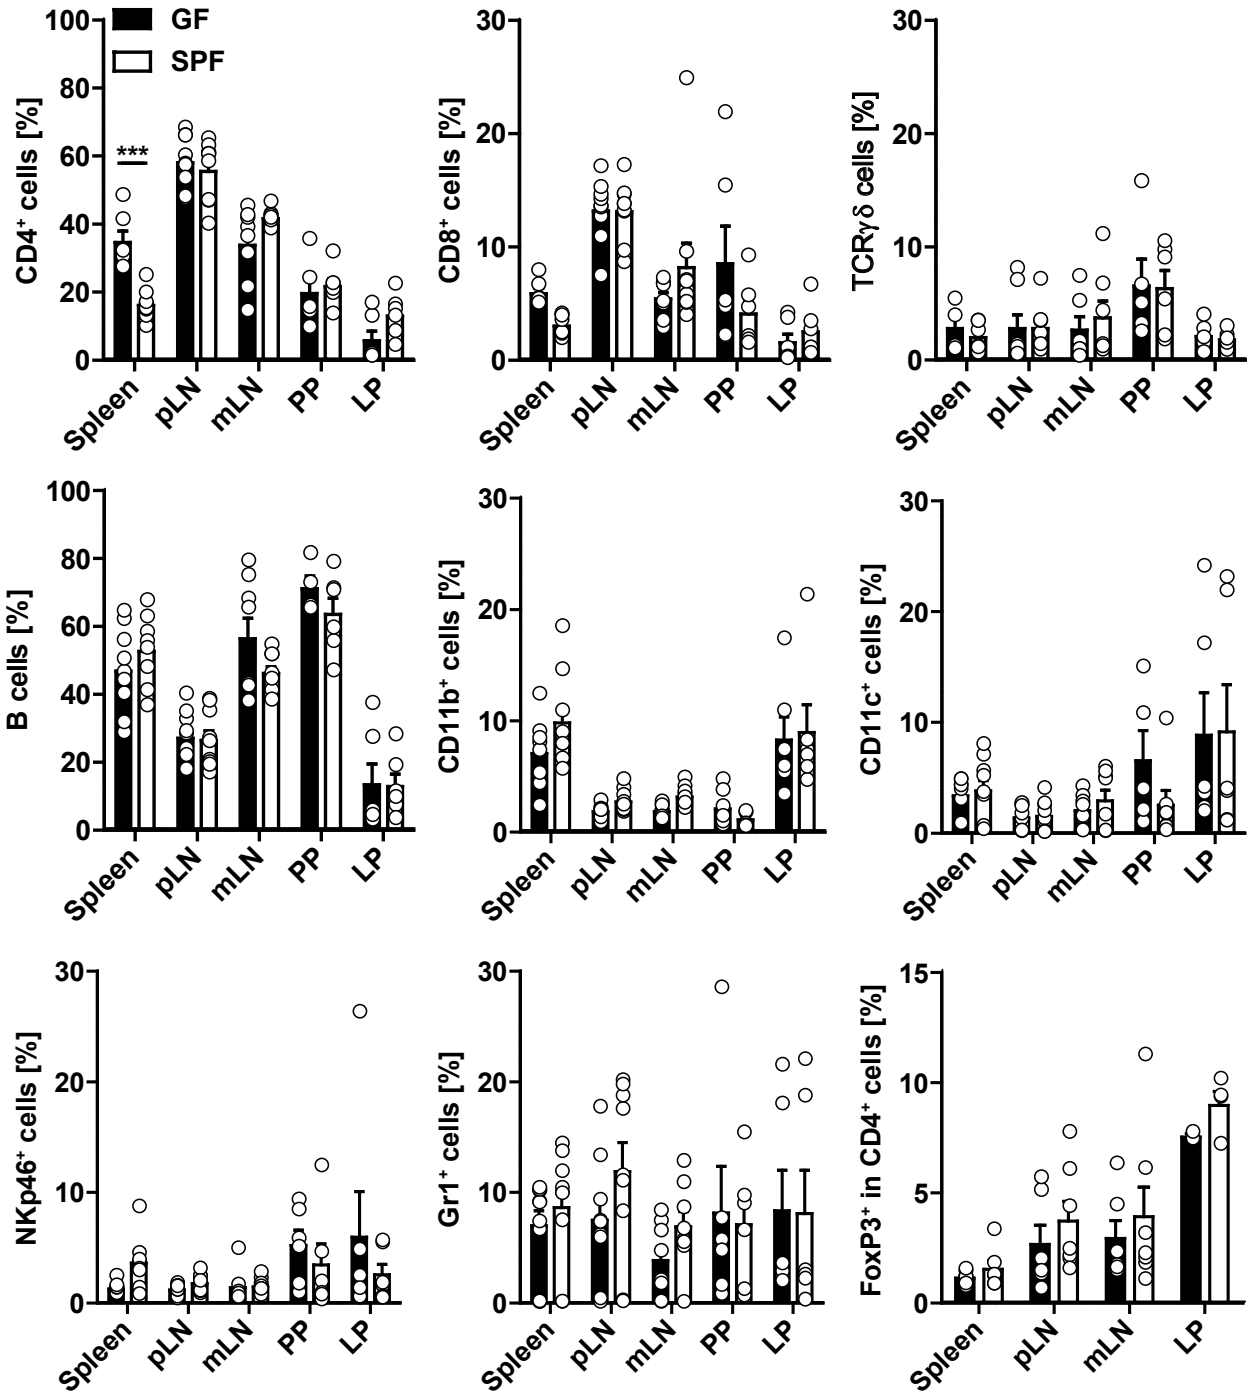 GF
SPF
CD4⁺ cells [%]
100
80
60
40
20
0
***
Spleen
pLN
mLN
PP
LP
CD8⁺ cells [%]
30
20
10
0
Spleen
pLN
mLN
PP
LP
TCRγδ cells [%]
30
20
10
0
Spleen
pLN
mLN
PP
LP
B cells [%]
100
80
60
40
20
0
Spleen
pLN
mLN
PP
LP
CD11b⁺ cells [%]
30
20
10
0
Spleen
pLN
mLN
PP
LP
CD11c⁺ cells [%]
30
20
10
0
Spleen
pLN
mLN
PP
LP
NKp46⁺ cells [%]
30
20
10
0
Spleen
pLN
mLN
PP
LP
Gr1⁺ cells [%]
30
20
10
0
Spleen
pLN
mLN
PP
LP
FoxP3⁺ in CD4⁺ cells [%]
15
10
5
0
Spleen
pLN
mLN
LP